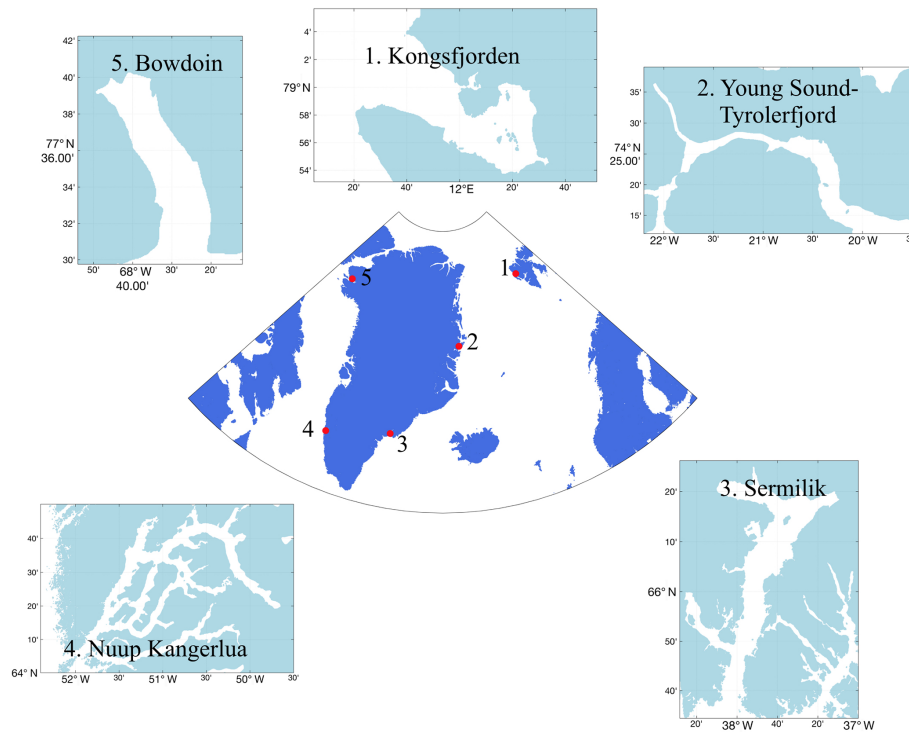 5. Bowdoin
42'
40'
38'
77° N
36.00'
34'
32'
30'
50'
68° W
40.00'
30'
20'
1. Kongsfjorden
4'
2'
79° N
58'
56'
54'
20'
40'
12°E
20'
40'
2. Young Sound-
Tyrolerfjord
35'
30'
74° N
25.00'
20'
15'
22° W
30'
21° W
30'
20° W
1
5
2
4
3
4. Nuup Kangerlua
40'
30'
20'
10'
64° N
52° W
30'
51° W
30'
50° W
3. Sermilik
20'
10'
66° N
50'
40'
20'
38° W
40'
20'
37° W